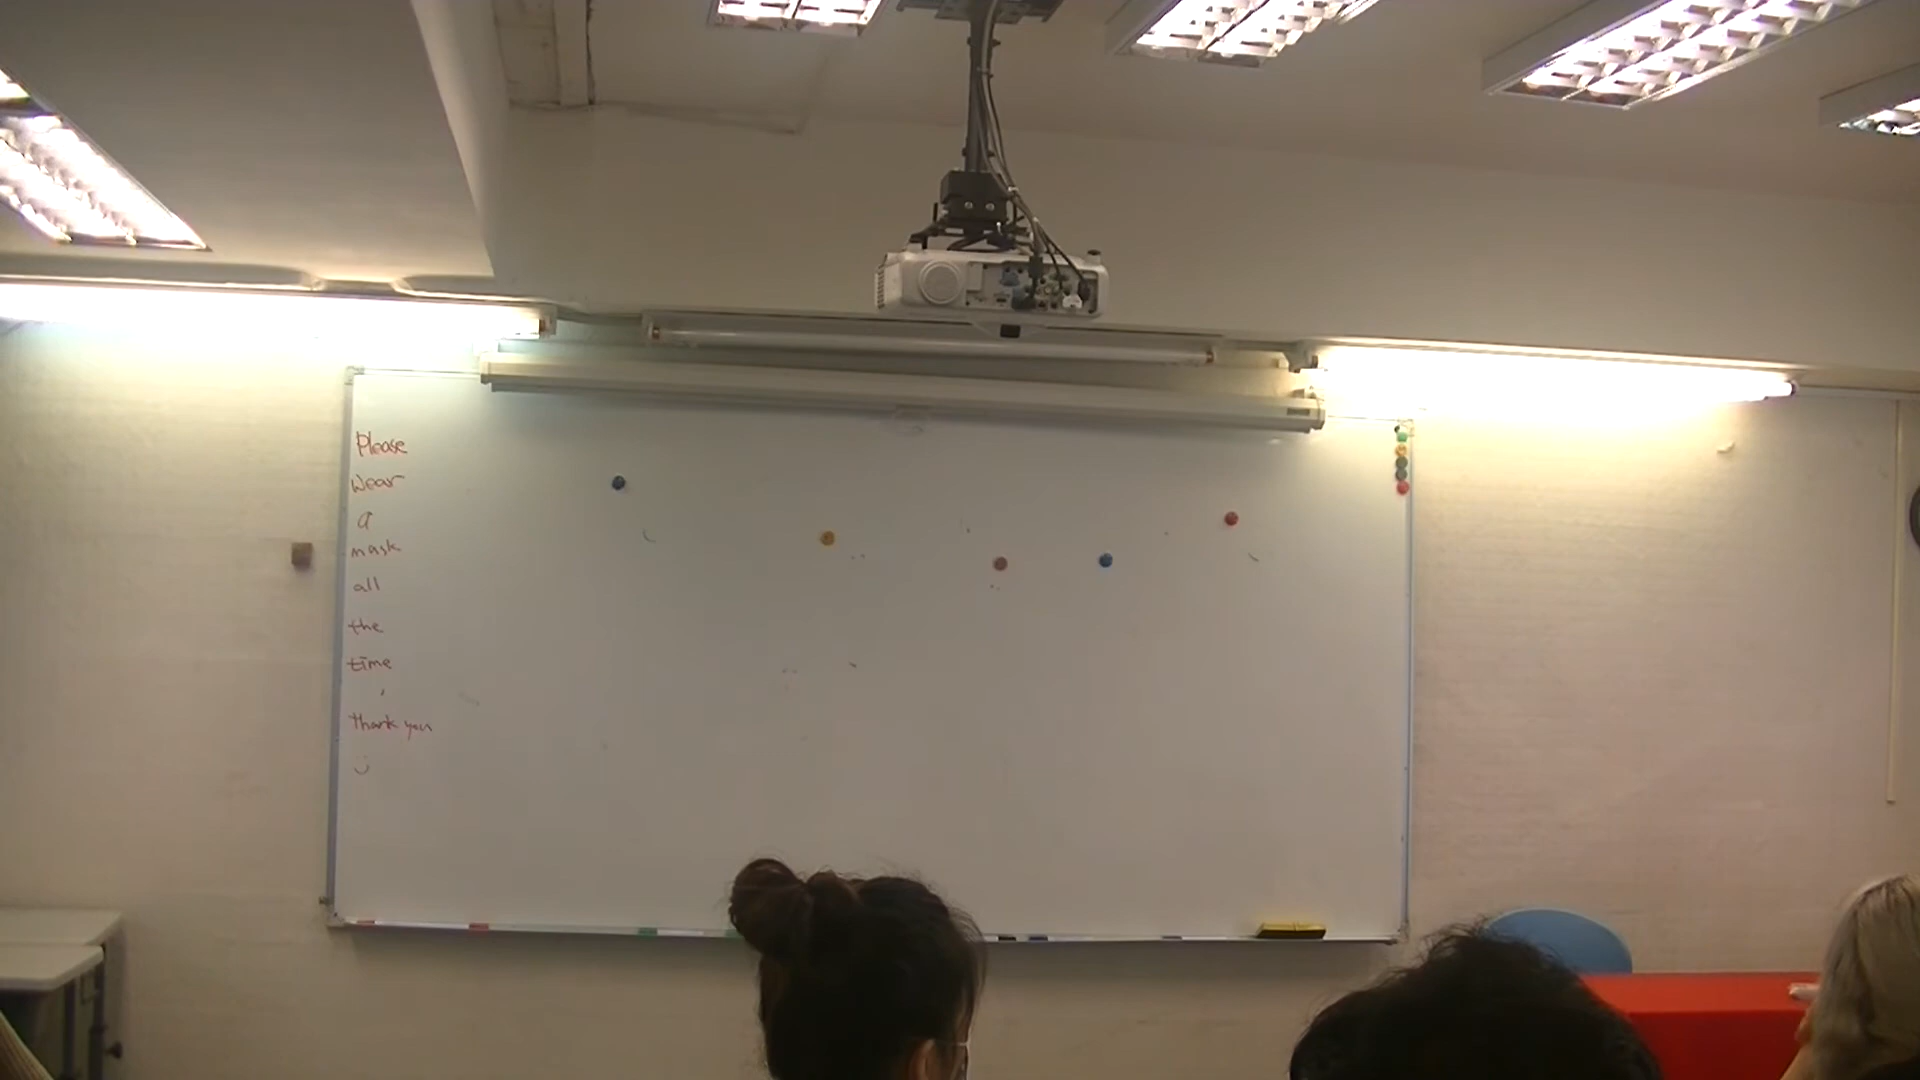 Please
Wear
a
mask
all
the
time
,
thank you
:)